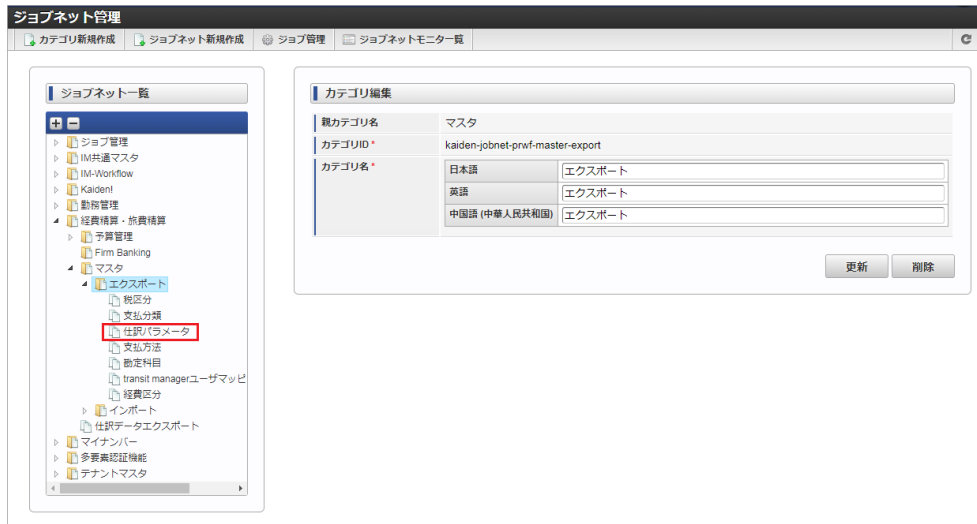 ジョブネット管理
カテゴリ新規作成 ジョブネット新規作成 ジョブ管理 ジョブネットモニタ一覧
ジョブネット一覧
ジョブ管理
IM共通マスタ
IM-Workflow
Kaiden!
勤務管理
経費精算・旅費精算
予算管理
Firm Banking
マスタ
エクスポート
税区分
支払分類
仕訳パラメータ
支払方法
勘定科目
transit managerユーザマッピ
経費区分
インポート
仕訳データエクスポート
マイナンバー
多要素認証機能
テナントマスタ
カテゴリ編集
親カテゴリ名 マスタ
カテゴリID * kaiden-jobnet-prwf-master-export
カテゴリ名 *
日本語 エクスポート
英語 エクスポート
中国語 (中華人民共和国) エクスポート
更新 削除